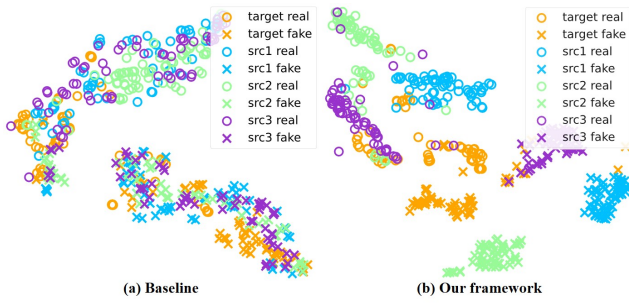 target real
target fake
src1 real
src1 fake
src2 real
src2 fake
src3 real
src3 fake
(a) Baseline
target real
target fake
src1 real
src1 fake
src2 real
src2 fake
src3 real
src3 fake
(b) Our framework